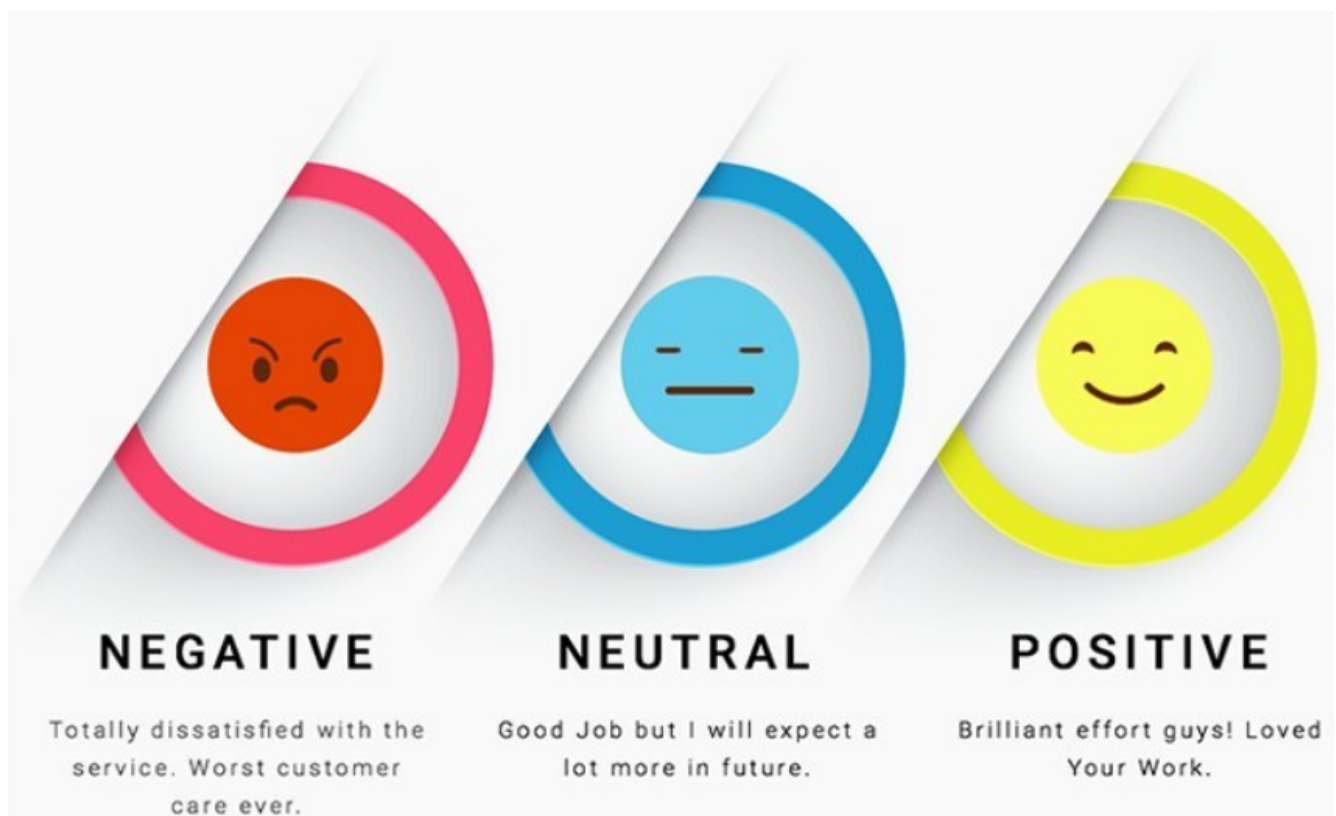 NEGATIVE
Totally dissatisfied with the
service. Worst customer
care ever.
NEUTRAL
Good Job but I will expect a
lot more in future.
POSITIVE
Brilliant effort guys! Loved
Your Work.